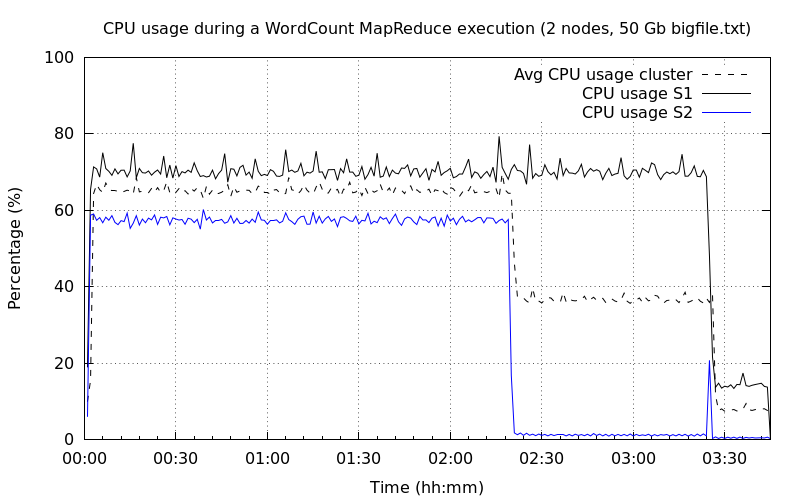 CPU usage during a WordCount MapReduce execution (2 nodes, 50 Gb bigfile.txt)
Avg CPU usage cluster
CPU usage S1
CPU usage S2
Percentage (%)
100
80
60
40
20
0
00:00 00:30 01:00 01:30 02:00 02:30 03:00 03:30
Time (hh:mm)